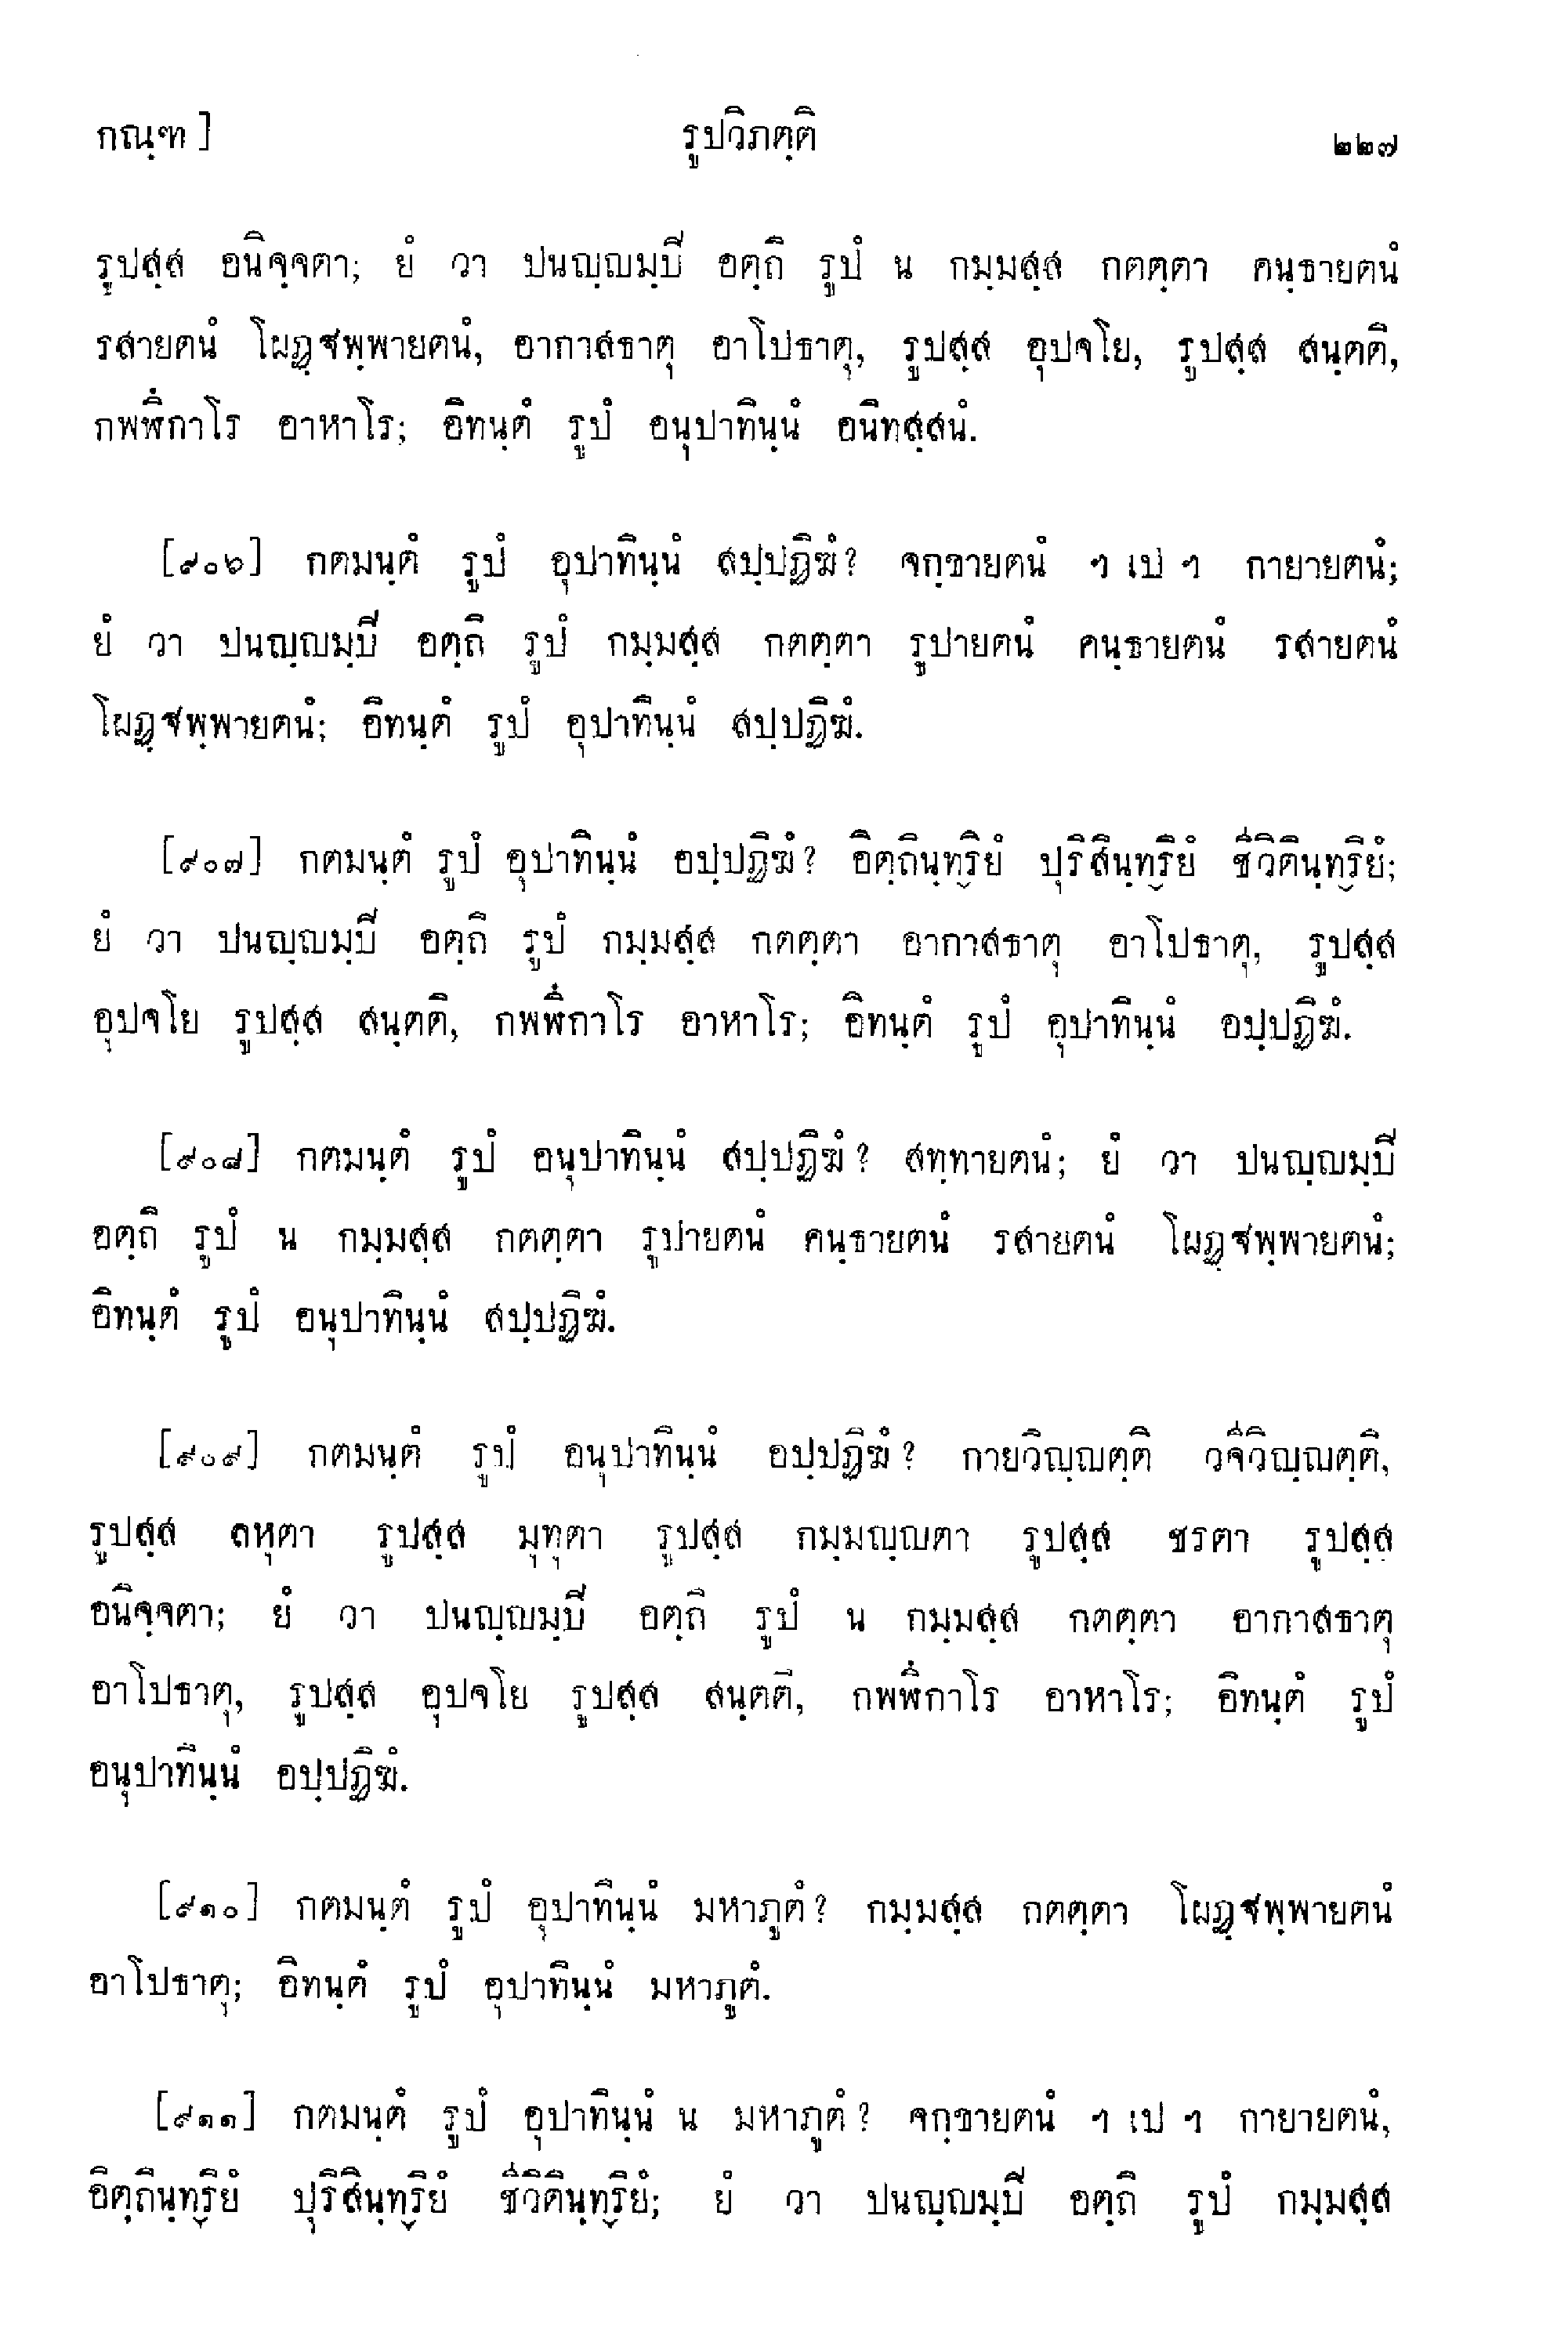 กณฺฑ ] รูปวิภตฺติ ๒๒๗
รูปสฺส อนิจฺจตา; ยํ วา ปนญฺญมฺปิ อตฺถิ รูปํ น กมฺมสฺส กตตฺตา คนฺธายตนํ
รสายตนํ โผฏฺฐพฺพายตนํ, อากาสธาตุ อาโปธาตุ, รูปสฺส อุปจโย, รูปสฺส สนฺตติ,
กพฬึกาโร อาหาโร; อิทนฺตํ รูปํ อนุปาทินฺนํ อนิทสฺสนํ.
[๙๐๖] กตมนฺตํ รูปํ อุปาทินฺนํ สปฺปฏิฆํ? จกฺขายตนํ ฯ เป ฯ กายายตนํ;
ยํ วา ปนญฺญมฺปิ อตฺถิ รูปํ กมฺมสฺส กตตฺตา รูปายตนํ คนฺธายตนํ รสายตนํ
โผฏฺฐพฺพายตนํ; อิทนฺตํ รูปํ อุปาทินฺนํ สปฺปฏิฆํ.
[๙๐๗] กตมนฺตํ รูปํ อุปาทินฺนํ อปฺปฏิฆํ? อิตฺถินฺทฺริยํ ปุริสินฺทฺริยํ ชีวิตินฺทฺริยํ;
ยํ วา ปนญฺญมฺปิ อตฺถิ รูปํ กมฺมสฺส กตตฺตา อากาสธาตุ อาโปธาตุ, รูปสฺส
อุปจโย รูปสฺส สนฺตติ, กพฬึกาโร อาหาโร; อิทนฺตํ รูปํ อุปาทินฺนํ อปฺปฏิฆํ.
[๙๐๘] กตมนฺตํ รูปํ อนุปาทินฺนํ สปฺปฏิฆํ? สทฺทายตนํ; ยํ วา ปนญฺญมฺปิ
อตฺถิ รูปํ น กมฺมสฺส กตตฺตา รูปายตนํ คนฺธายตนํ รสายตนํ โผฏฺฐพฺพายตนํ;
อิทนฺตํ รูปํ อนุปาทินฺนํ สปฺปฏิฆํ.
[๙๐๙] กตมนฺตํ รูปํ อนุปาทินฺนํ อปฺปฏิฆํ? กายวิญฺญตฺติ วจีวิญฺญตฺติ,
รูปสฺส ลหุตา รูปสฺส มุทุตา รูปสฺส กมฺมญฺญตา รูปสฺส ชรตา รูปสฺส
อนิจฺจตา; ยํ วา ปนญฺญมฺปิ อตฺถิ รูปํ น กมฺมสฺส กตตฺตา อากาสธาตุ
อาโปธาตุ, รูปสฺส อุปจโย รูปสฺส สนฺตติ, กพฬึกาโร อาหาโร; อิทนฺตํ รูปํ
อนุปาทินฺนํ อปฺปฏิฆํ.
[๙๑๐] กตมนฺตํ รูปํ อุปาทินฺนํ มหาภูตํ? กมฺมสฺส กตตฺตา โผฏฺฐพฺพายตนํ
อาโปธาตุ; อิทนฺตํ รูปํ อุปาทินฺนํ มหาภูตํ.
[๙๑๑] กตมนฺตํ รูปํ อุปาทินฺนํ น มหาภูตํ? จกฺขายตนํ ฯ เป ฯ กายายตนํ,
อิตฺถินฺทฺริยํ ปุริสินฺทฺริยํ ชีวิตินฺทฺริยํ; ยํ วา ปนญฺญมฺปิ อตฺถิ รูปํ กมฺมสฺส